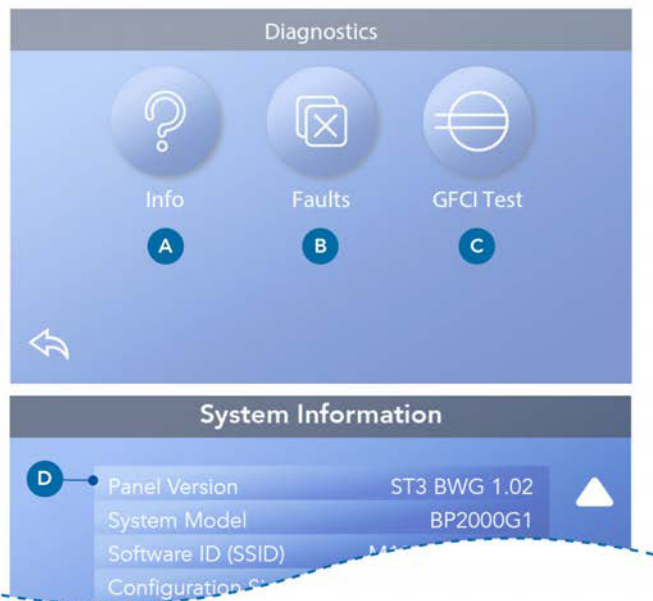 Diagnostics
Info Faults GFCI Test
A B C
System Information
D
Panel Version ST3 BWG 1.02
System Model BP2000G1
Software ID (SSID)
Configuration